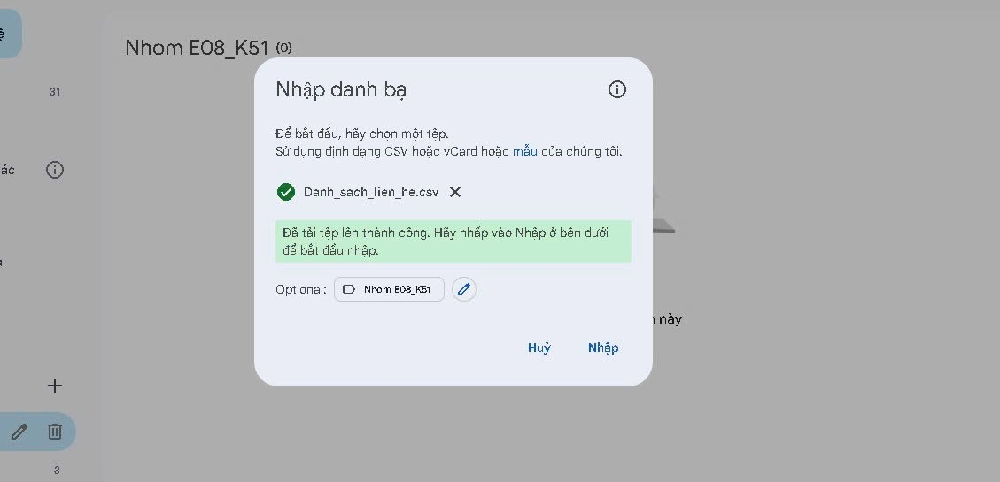 Nhom E08_K51 (0)
Nhập danh bạ
31
Để bắt đầu, hãy chọn một tệp.
Sử dụng định dạng CSV hoặc vCard hoặc mẫu của chúng tôi.
Danh_sach_lien_he.csv
Đã tải tệp lên thành công. Hãy nhấp vào Nhập ở bên dưới
để bắt đầu nhập.
Optional: Nhom E08_K51
này
Huỷ Nhập
3